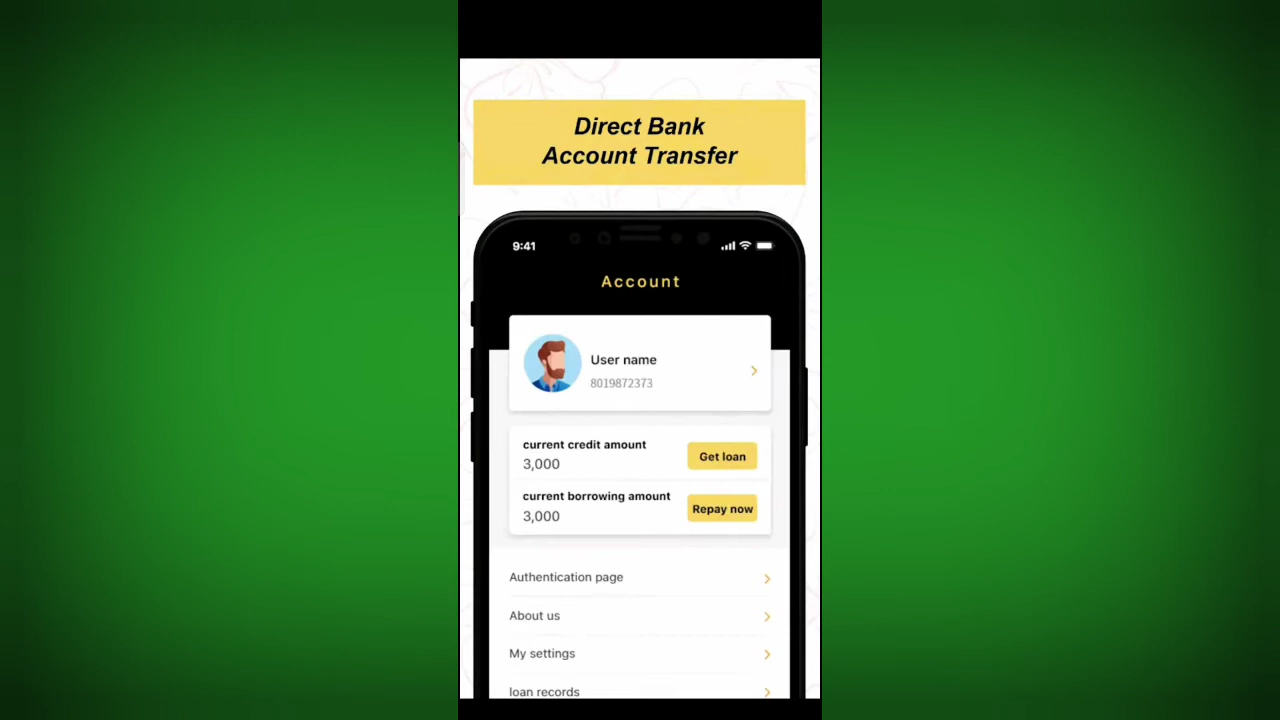 Direct Bank
Account Transfer
9:41
Account
User name
8019872373
current credit amount
3,000
Get loan
current borrowing amount
3,000
Repay now
Authentication page
About us
My settings
loan records